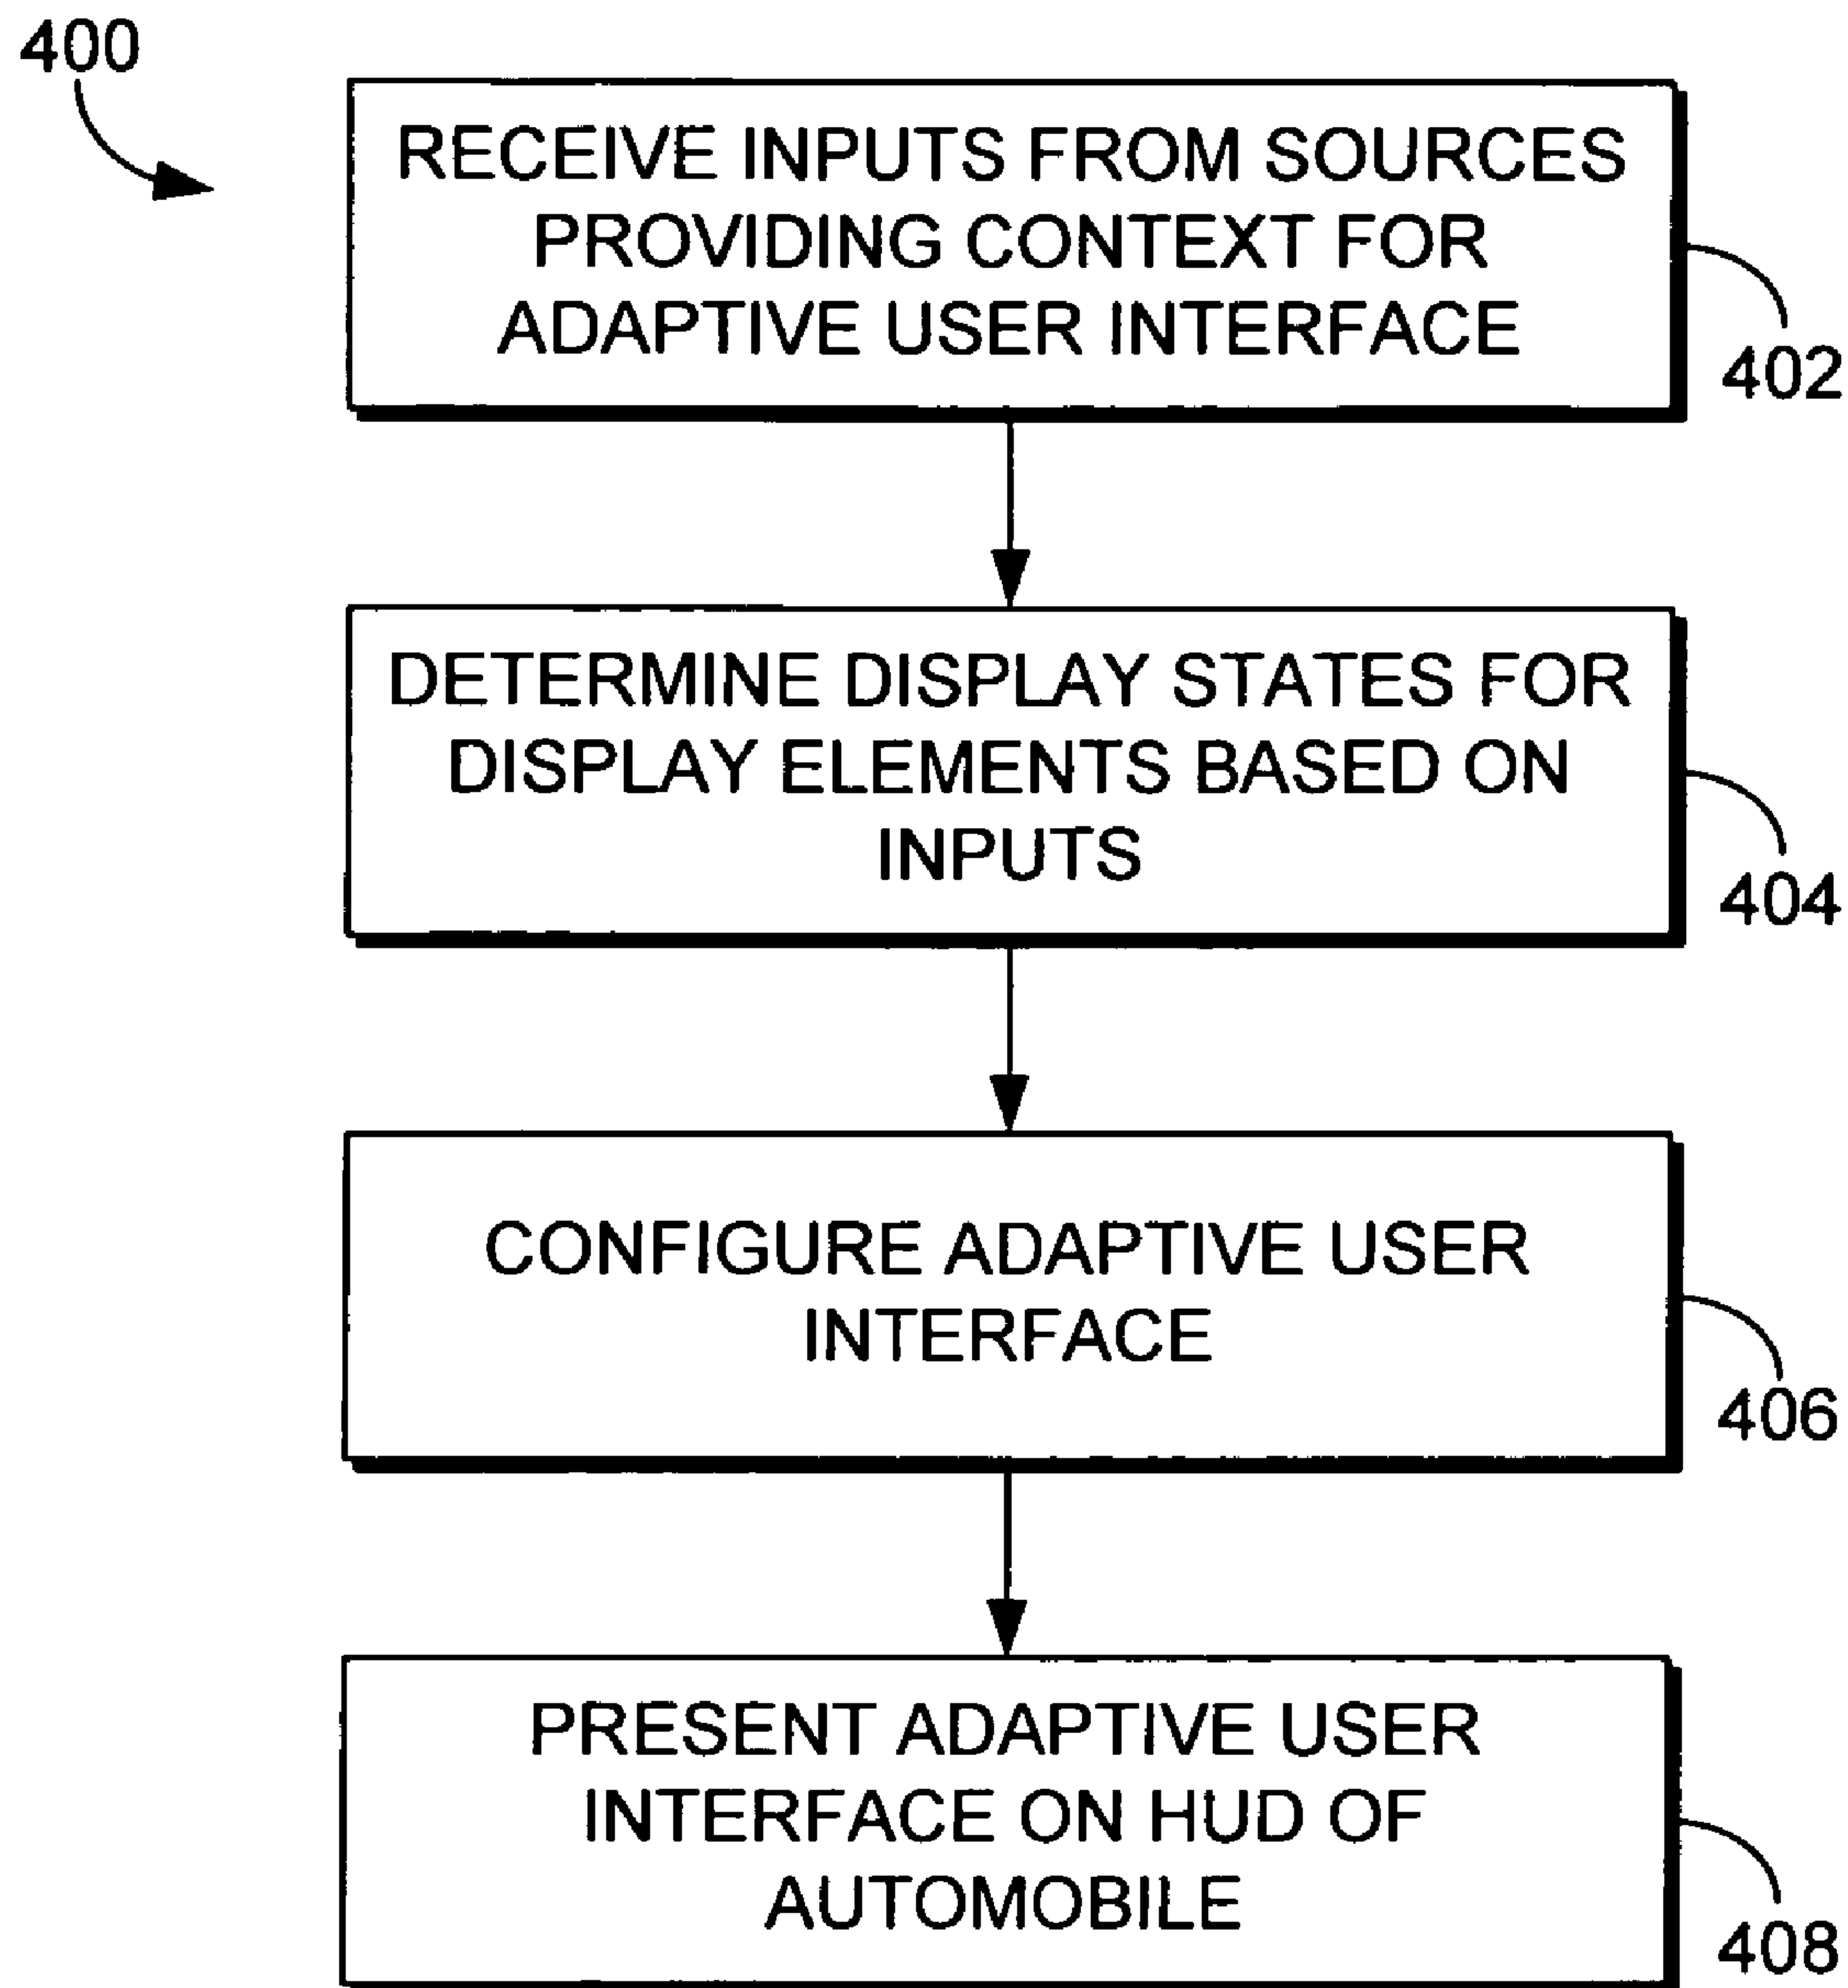 400
RECEIVE INPUTS FROM SOURCES
PROVIDING CONTEXT FOR
ADAPTIVE USER INTERFACE
402
DETERMINE DISPLAY STATES FOR
DISPLAY ELEMENTS BASED ON
INPUTS
404
CONFIGURE ADAPTIVE USER
INTERFACE
406
PRESENT ADAPTIVE USER
INTERFACE ON HUD OF
AUTOMOBILE
408